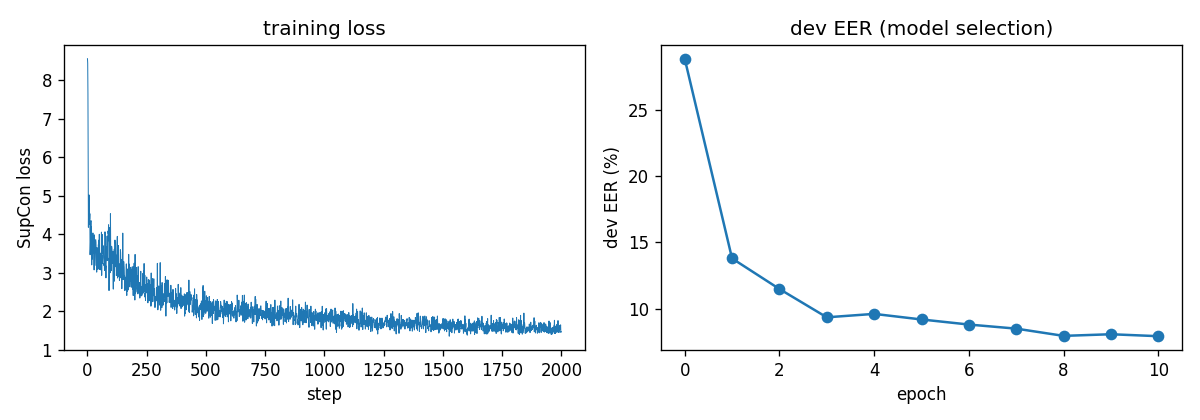 training loss
SupCon loss
8
7
6
5
4
3
2
1
0 250 500 750 1000 1250 1500 1750 2000
step
dev EER (model selection)
dev EER (%)
25
20
15
10
0 2 4 6 8 10
epoch